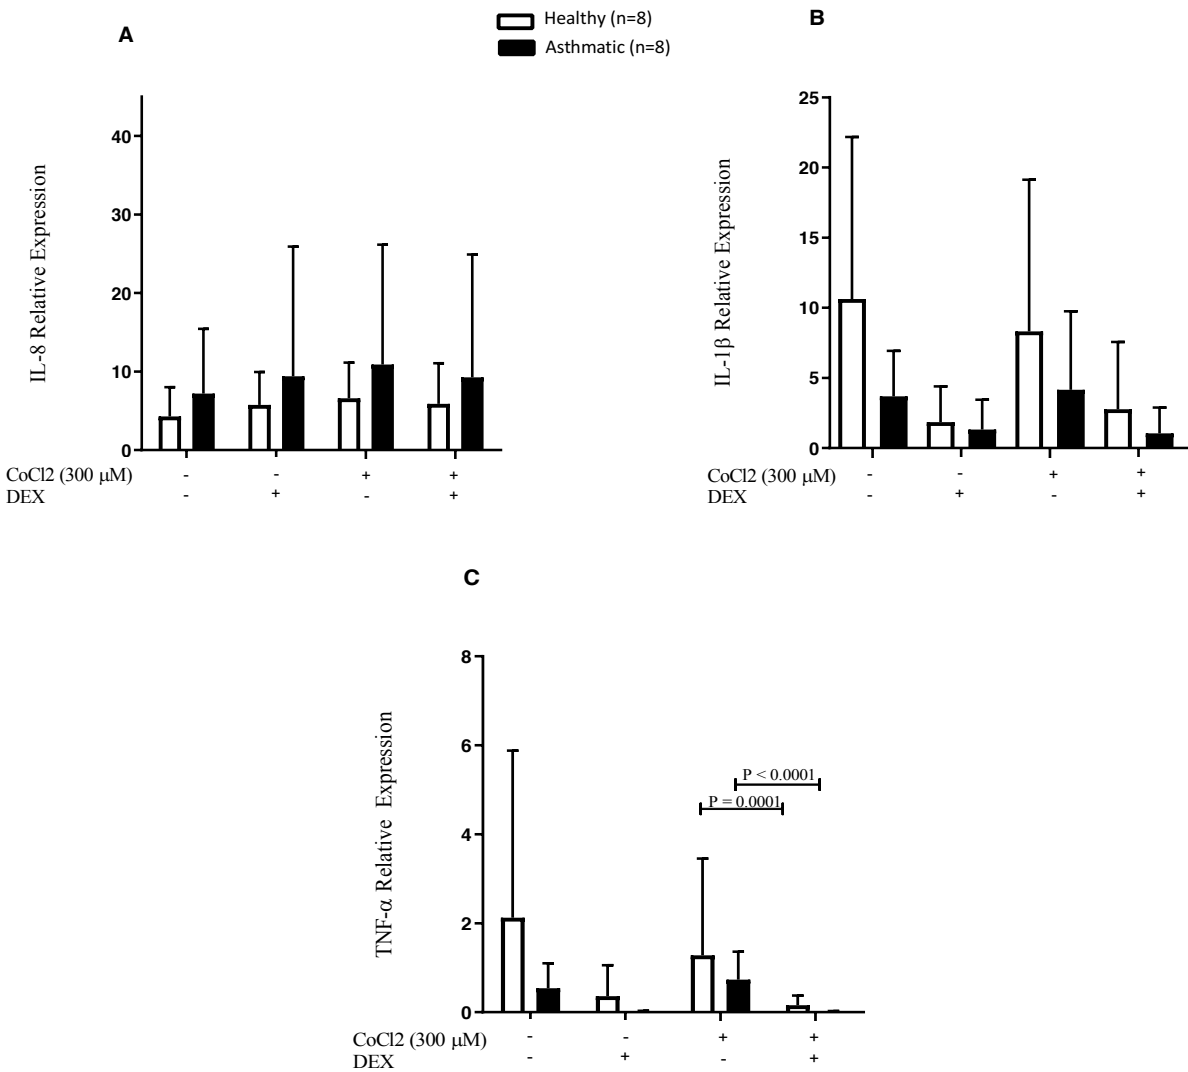 Healthy (n=8)
Asthmatic (n=8)
A
IL-8 Relative Expression
40
30
20
10
0
CoCl2 (300 μM) - - + +
DEX - + - +
B
IL-1β Relative Expression
25
20
15
10
5
0
CoCl2 (300 μM) - - + +
DEX - + - +
C
TNF-α Relative Expression
8
6
4
2
0
P < 0.0001
P = 0.0001
CoCl2 (300 μM) - - + +
DEX - + - +